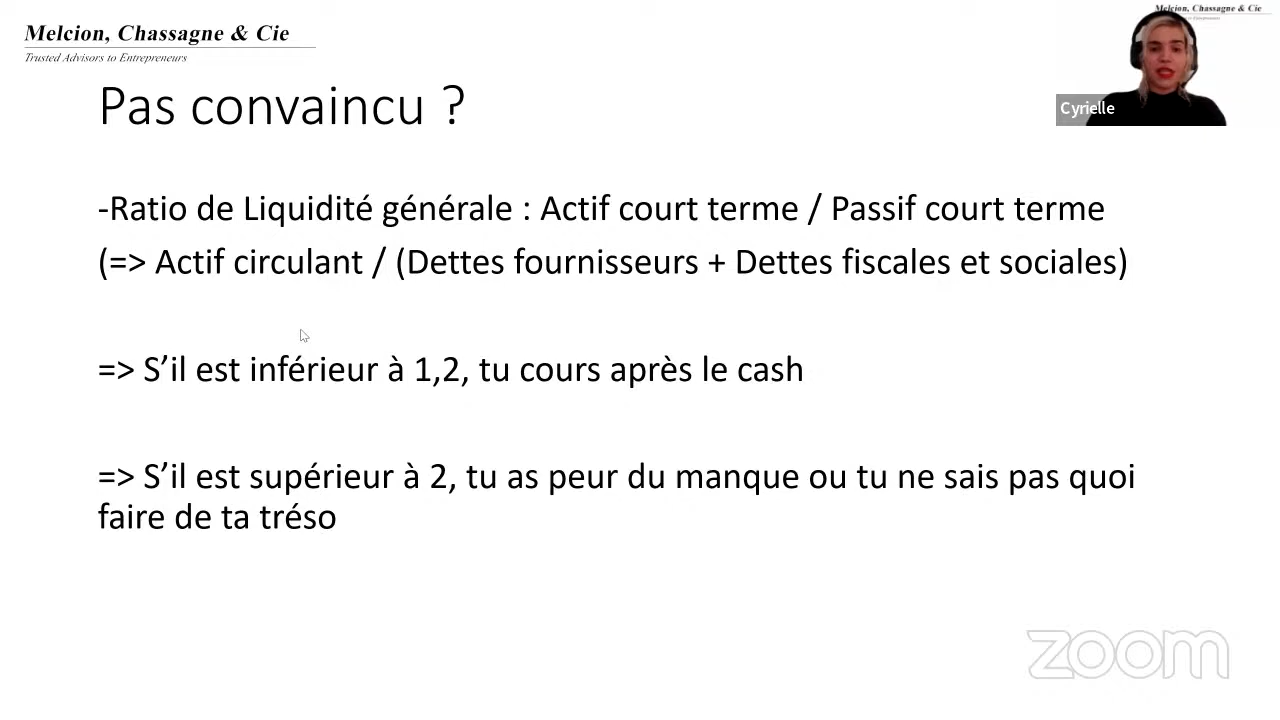 Melcion, Chassagne & Cie
Trusted Advisors to Entrepreneurs
Melcion, Chassagne & Cie
Cyrielle
Pas convaincu ?
-Ratio de Liquidité générale : Actif court terme / Passif court terme
(=> Actif circulant / (Dettes fournisseurs + Dettes fiscales et sociales)
=> S’il est inférieur à 1,2, tu cours après le cash
=> S’il est supérieur à 2, tu as peur du manque ou tu ne sais pas quoi
faire de ta tréso
zoom